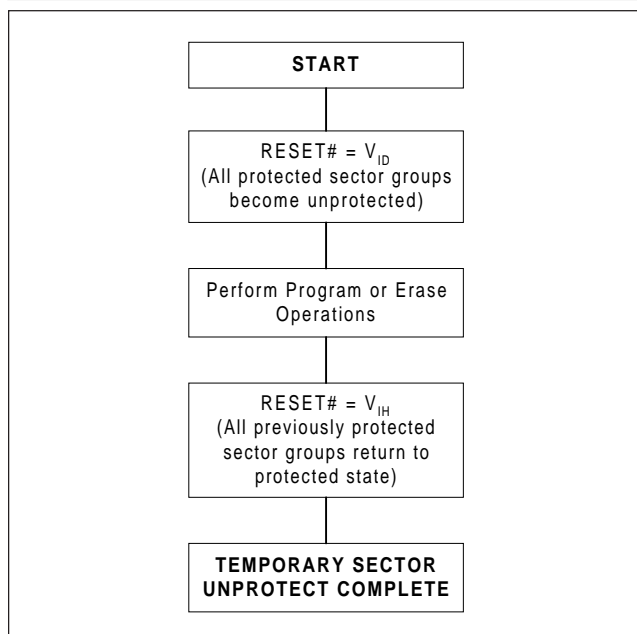 START
RESET# = V_ID
(All protected sector groups
become unprotected)
Perform Program or Erase
Operations
RESET# = V_IH
(All previously protected
sector groups return to
protected state)
TEMPORARY SECTOR
UNPROTECT COMPLETE